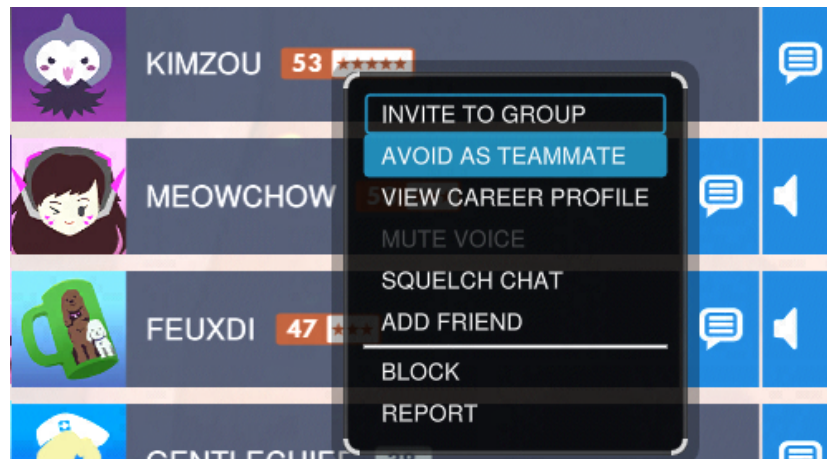 KIMZOU 53
INVITE TO GROUP
AVOID AS TEAMMATE
MEOWCHOW
VIEW CAREER PROFILE
MUTE VOICE
SQUELCH CHAT
FEUXDI 47
ADD FRIEND
BLOCK
REPORT
GENTLECHIEF